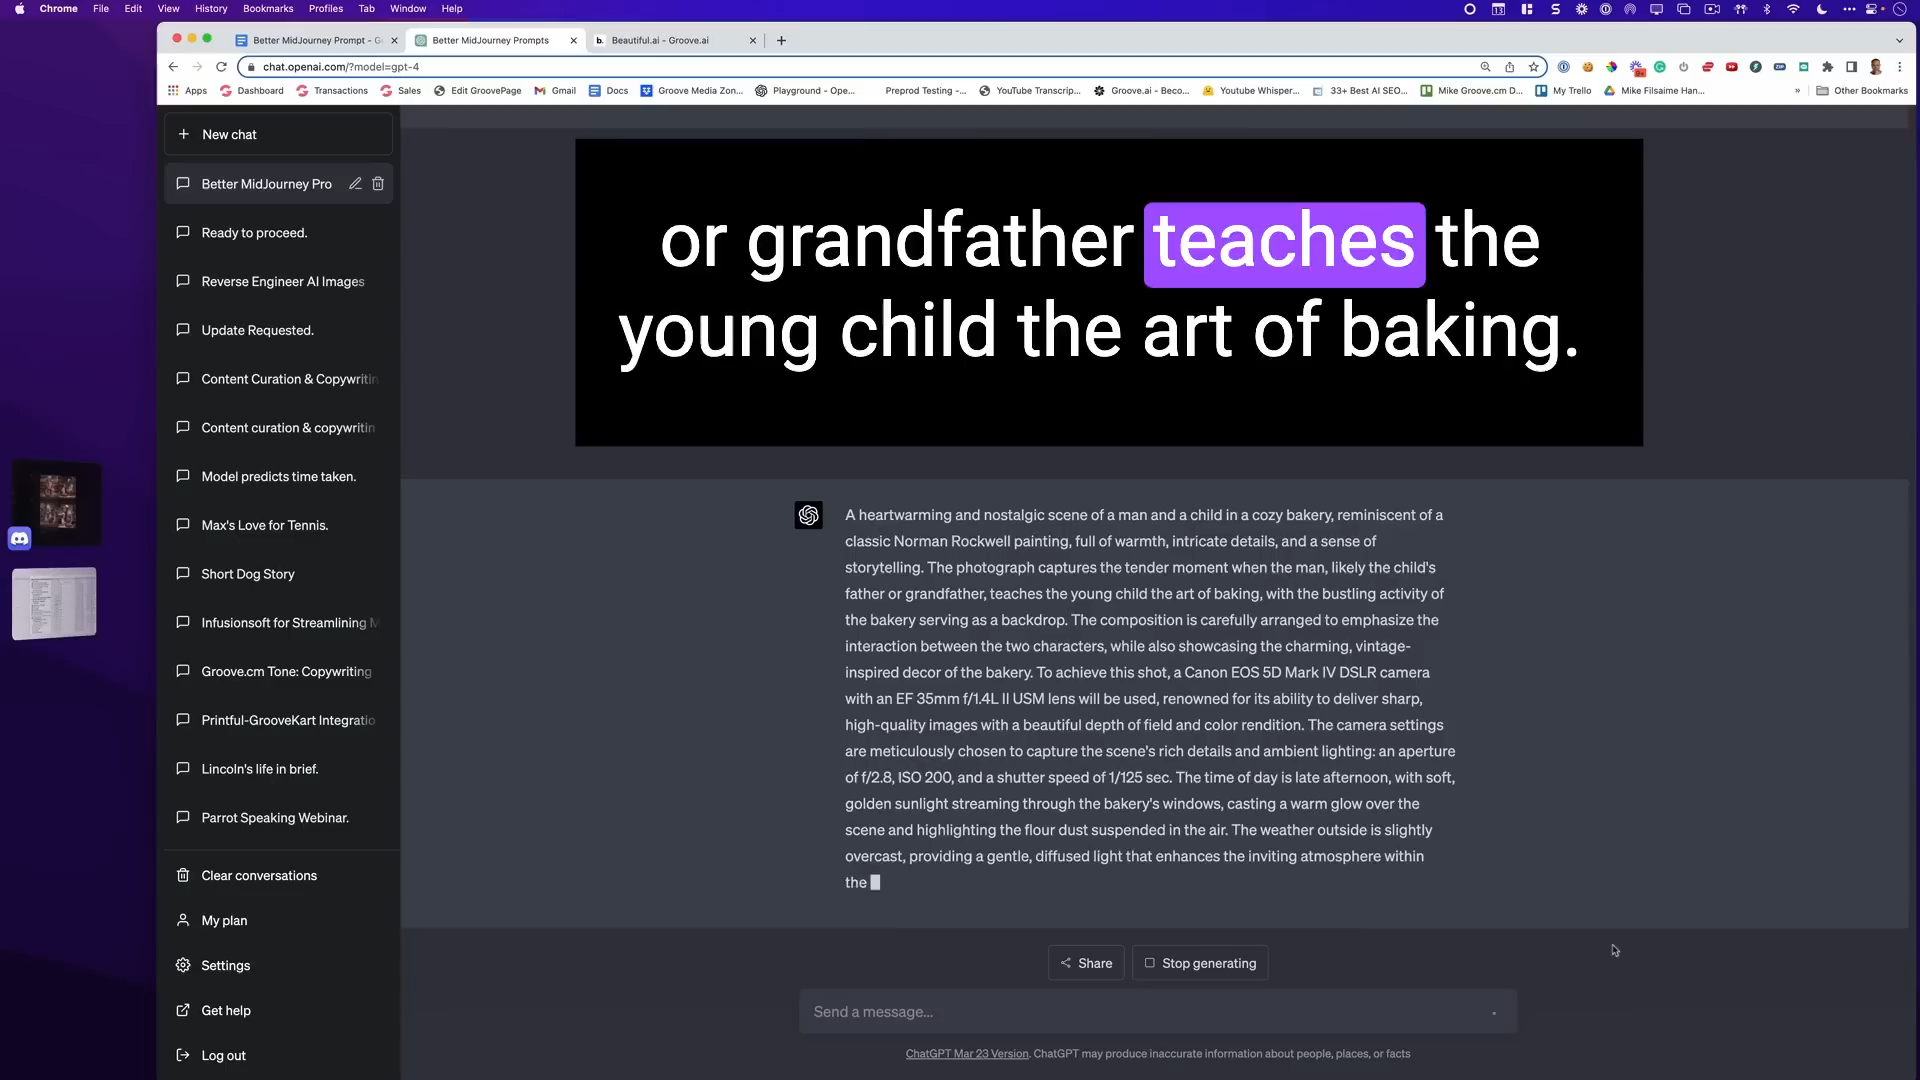 Chrome File Edit View History Bookmarks Profiles Tab Window Help
Better MidJourney Prompt - G
Better MidJourney Prompts
b. Beautiful.ai - Groove.ai
chat.openai.com/?model=gpt-4
Apps Dashboard Transactions Sales Edit GroovePage Gmail Docs Groove Media Zon... Playground - Ope... Preprod Testing -... YouTube Transcrip... Groove.ai - Beco... Youtube Whisper... 33+ Best AI SEO... Mike Groove.cm D... My Trello Mike Filsaime Han... » Other Bookmarks
New chat
Better MidJourney Pro
Ready to proceed.
Reverse Engineer AI Images
Update Requested.
Content Curation & Copywritin
Content curation & copywritin
Model predicts time taken.
Max's Love for Tennis.
Short Dog Story
Infusionsoft for Streamlining M
Groove.cm Tone: Copywriting
Printful-GrooveKart Integratio
Lincoln's life in brief.
Parrot Speaking Webinar.
Clear conversations
My plan
Settings
Get help
Log out
or grandfather teaches the
young child the art of baking.
A heartwarming and nostalgic scene of a man and a child in a cozy bakery, reminiscent of a
classic Norman Rockwell painting, full of warmth, intricate details, and a sense of
storytelling. The photograph captures the tender moment when the man, likely the child's
father or grandfather, teaches the young child the art of baking, with the bustling activity of
the bakery serving as a backdrop. The composition is carefully arranged to emphasize the
interaction between the two characters, while also showcasing the charming, vintage-
inspired decor of the bakery. To achieve this shot, a Canon EOS 5D Mark IV DSLR camera
with an EF 35mm f/1.4L II USM lens will be used, renowned for its ability to deliver sharp,
high-quality images with a beautiful depth of field and color rendition. The camera settings
are meticulously chosen to capture the scene's rich details and ambient lighting: an aperture
of f/2.8, ISO 200, and a shutter speed of 1/125 sec. The time of day is late afternoon, with soft,
golden sunlight streaming through the bakery's windows, casting a warm glow over the
scene and highlighting the flour dust suspended in the air. The weather outside is slightly
overcast, providing a gentle, diffused light that enhances the inviting atmosphere within
the
Share
Stop generating
Send a message...
ChatGPT Mar 23 Version. ChatGPT may produce inaccurate information about people, places, or facts